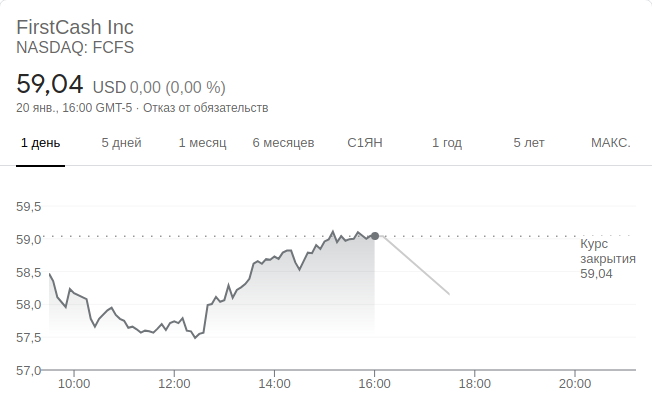 FirstCash Inc
NASDAQ: FCFS
59,04 USD 0,00 (0,00 %)
20 янв., 16:00 GMT-5 · Отказ от обязательств
1 день 5 дней 1 месяц 6 месяцев С1ЯН 1 год 5 лет МАКС.
59,5
59,0
58,5
58,0
57,5
57,0
Курс
закрытия
59,04
10:00 12:00 14:00 16:00 18:00 20:00